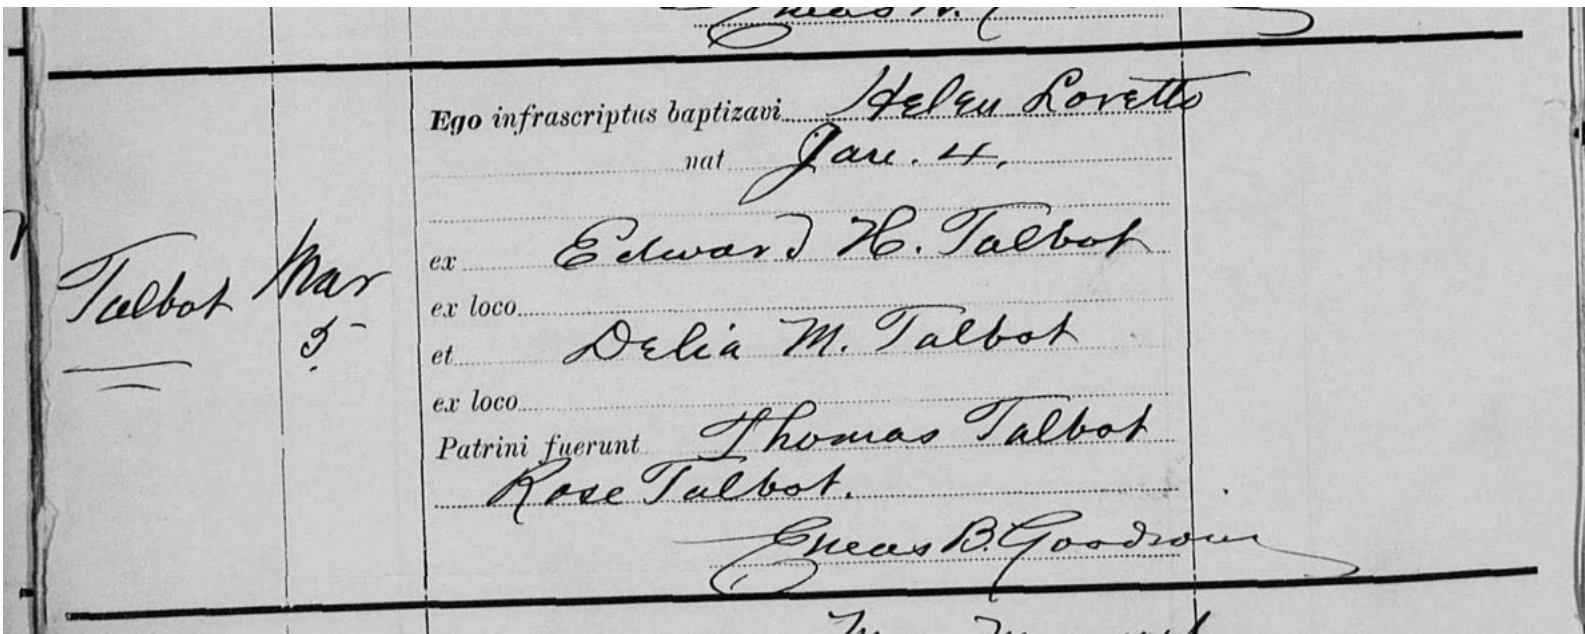 Eneas B.
Ego infrascriptus baptizavi Helen Loretto
nat Jan. 4,
ex Edward H. Talbot
Talbot Mar 5
ex loco
et Delia M. Talbot
ex loco
Patrini fuerunt Thomas Talbot
Rose Talbot.
Eneas B. Goodwin